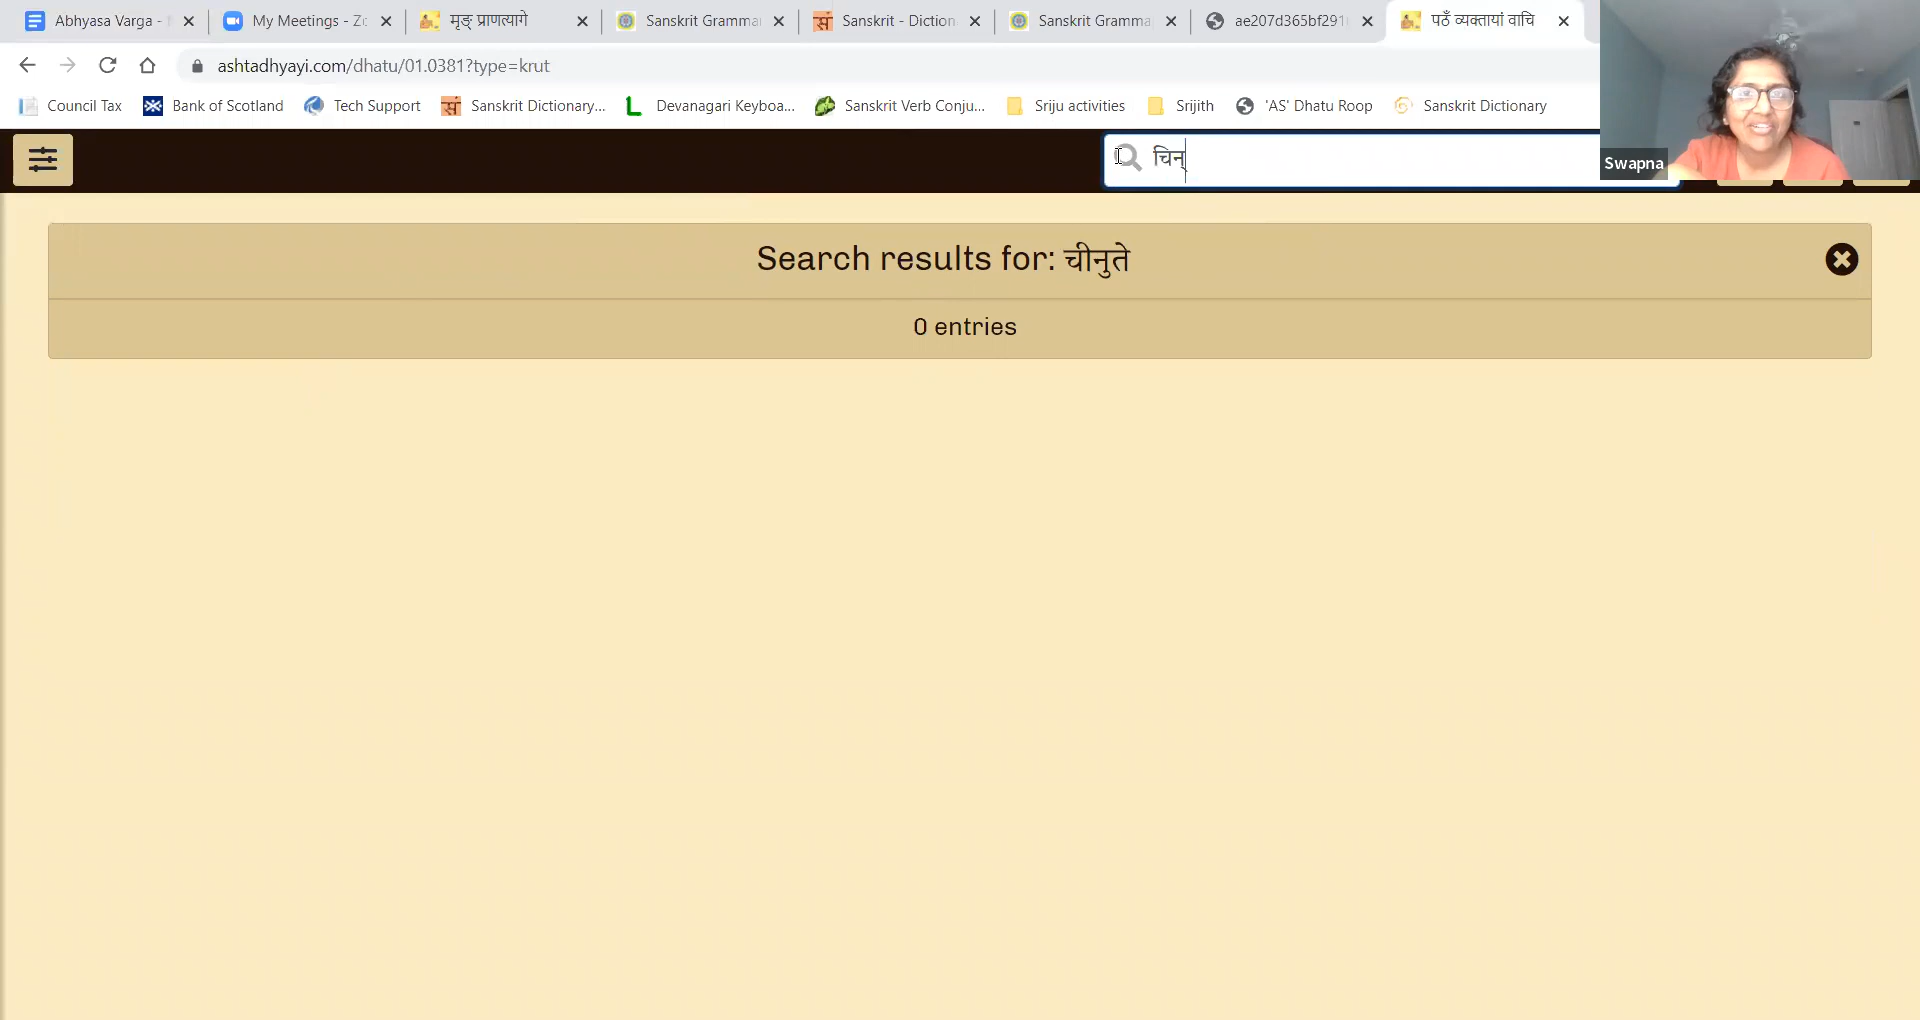 Abhyasa Varga -
My Meetings - Zo
मृङ् प्राणत्यागे
Sanskrit Gramma
Sanskrit - Diction
Sanskrit Gramma
ae207d365bf291
पठँ व्यक्तायां वाचि
ashtadhyayi.com/dhatu/01.0381?type=krut
Council Tax
Bank of Scotland
Tech Support
Sanskrit Dictionary...
Devanagari Keyboa...
Sanskrit Verb Conju...
Sriju activities
Srijith
'AS' Dhatu Roop
Sanskrit Dictionary
चिन्
Swapna
Search results for: चीनुते
0 entries